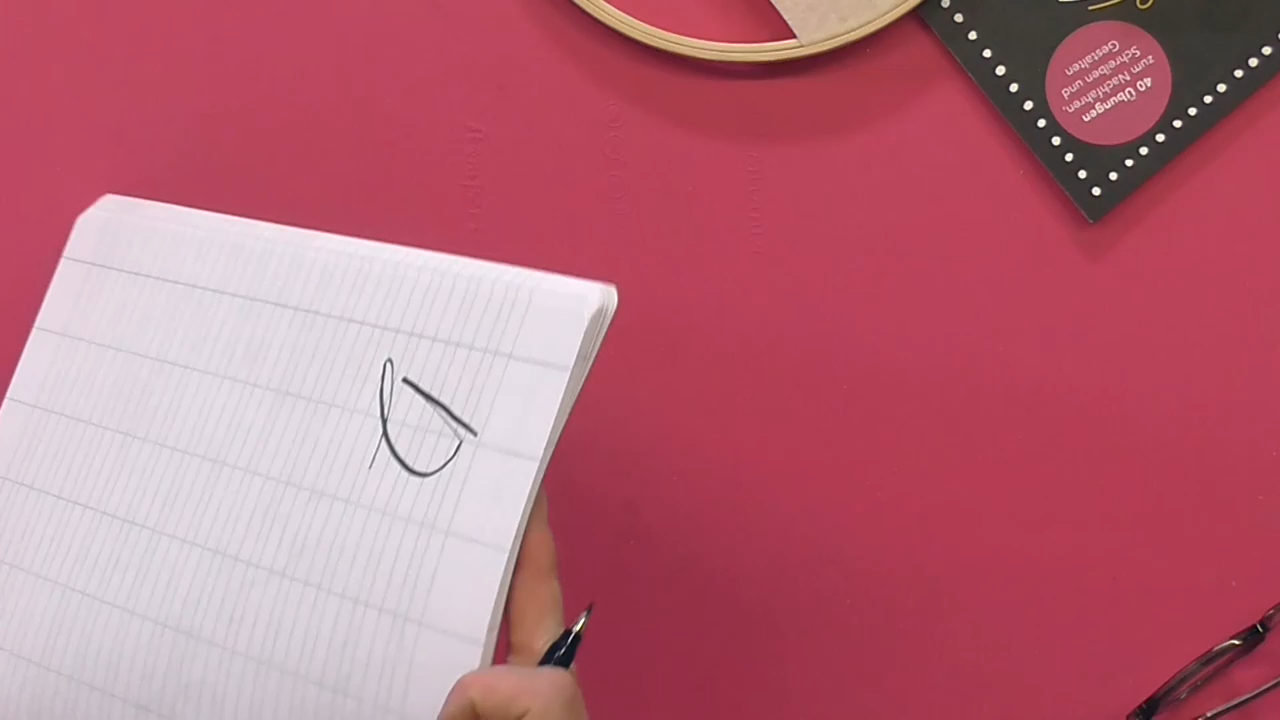 40 Übungen
zum Nachfahren,
Schreiben und
Gestalten